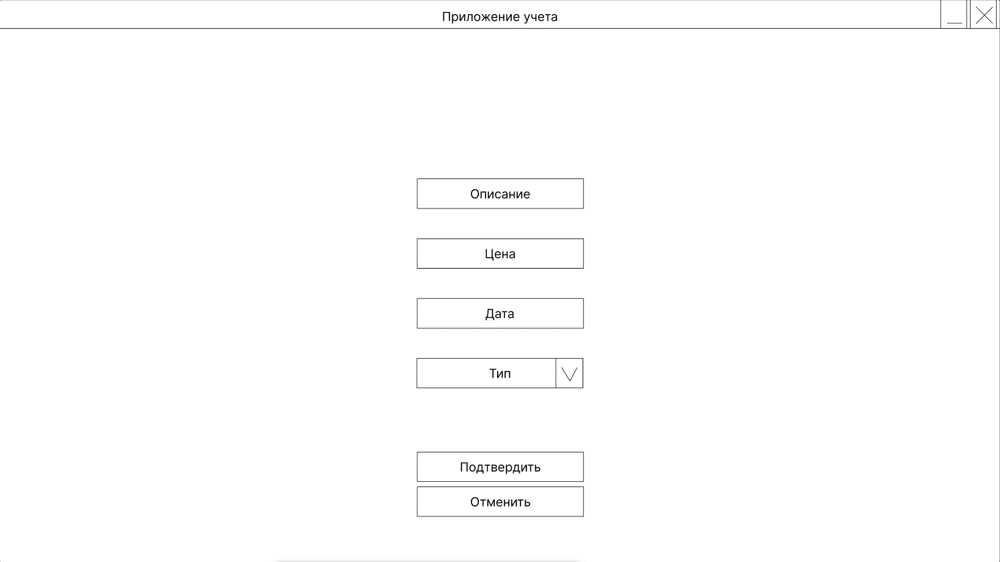 Приложение учета
Описание
Цена
Дата
Тип
Подтвердить
Отменить